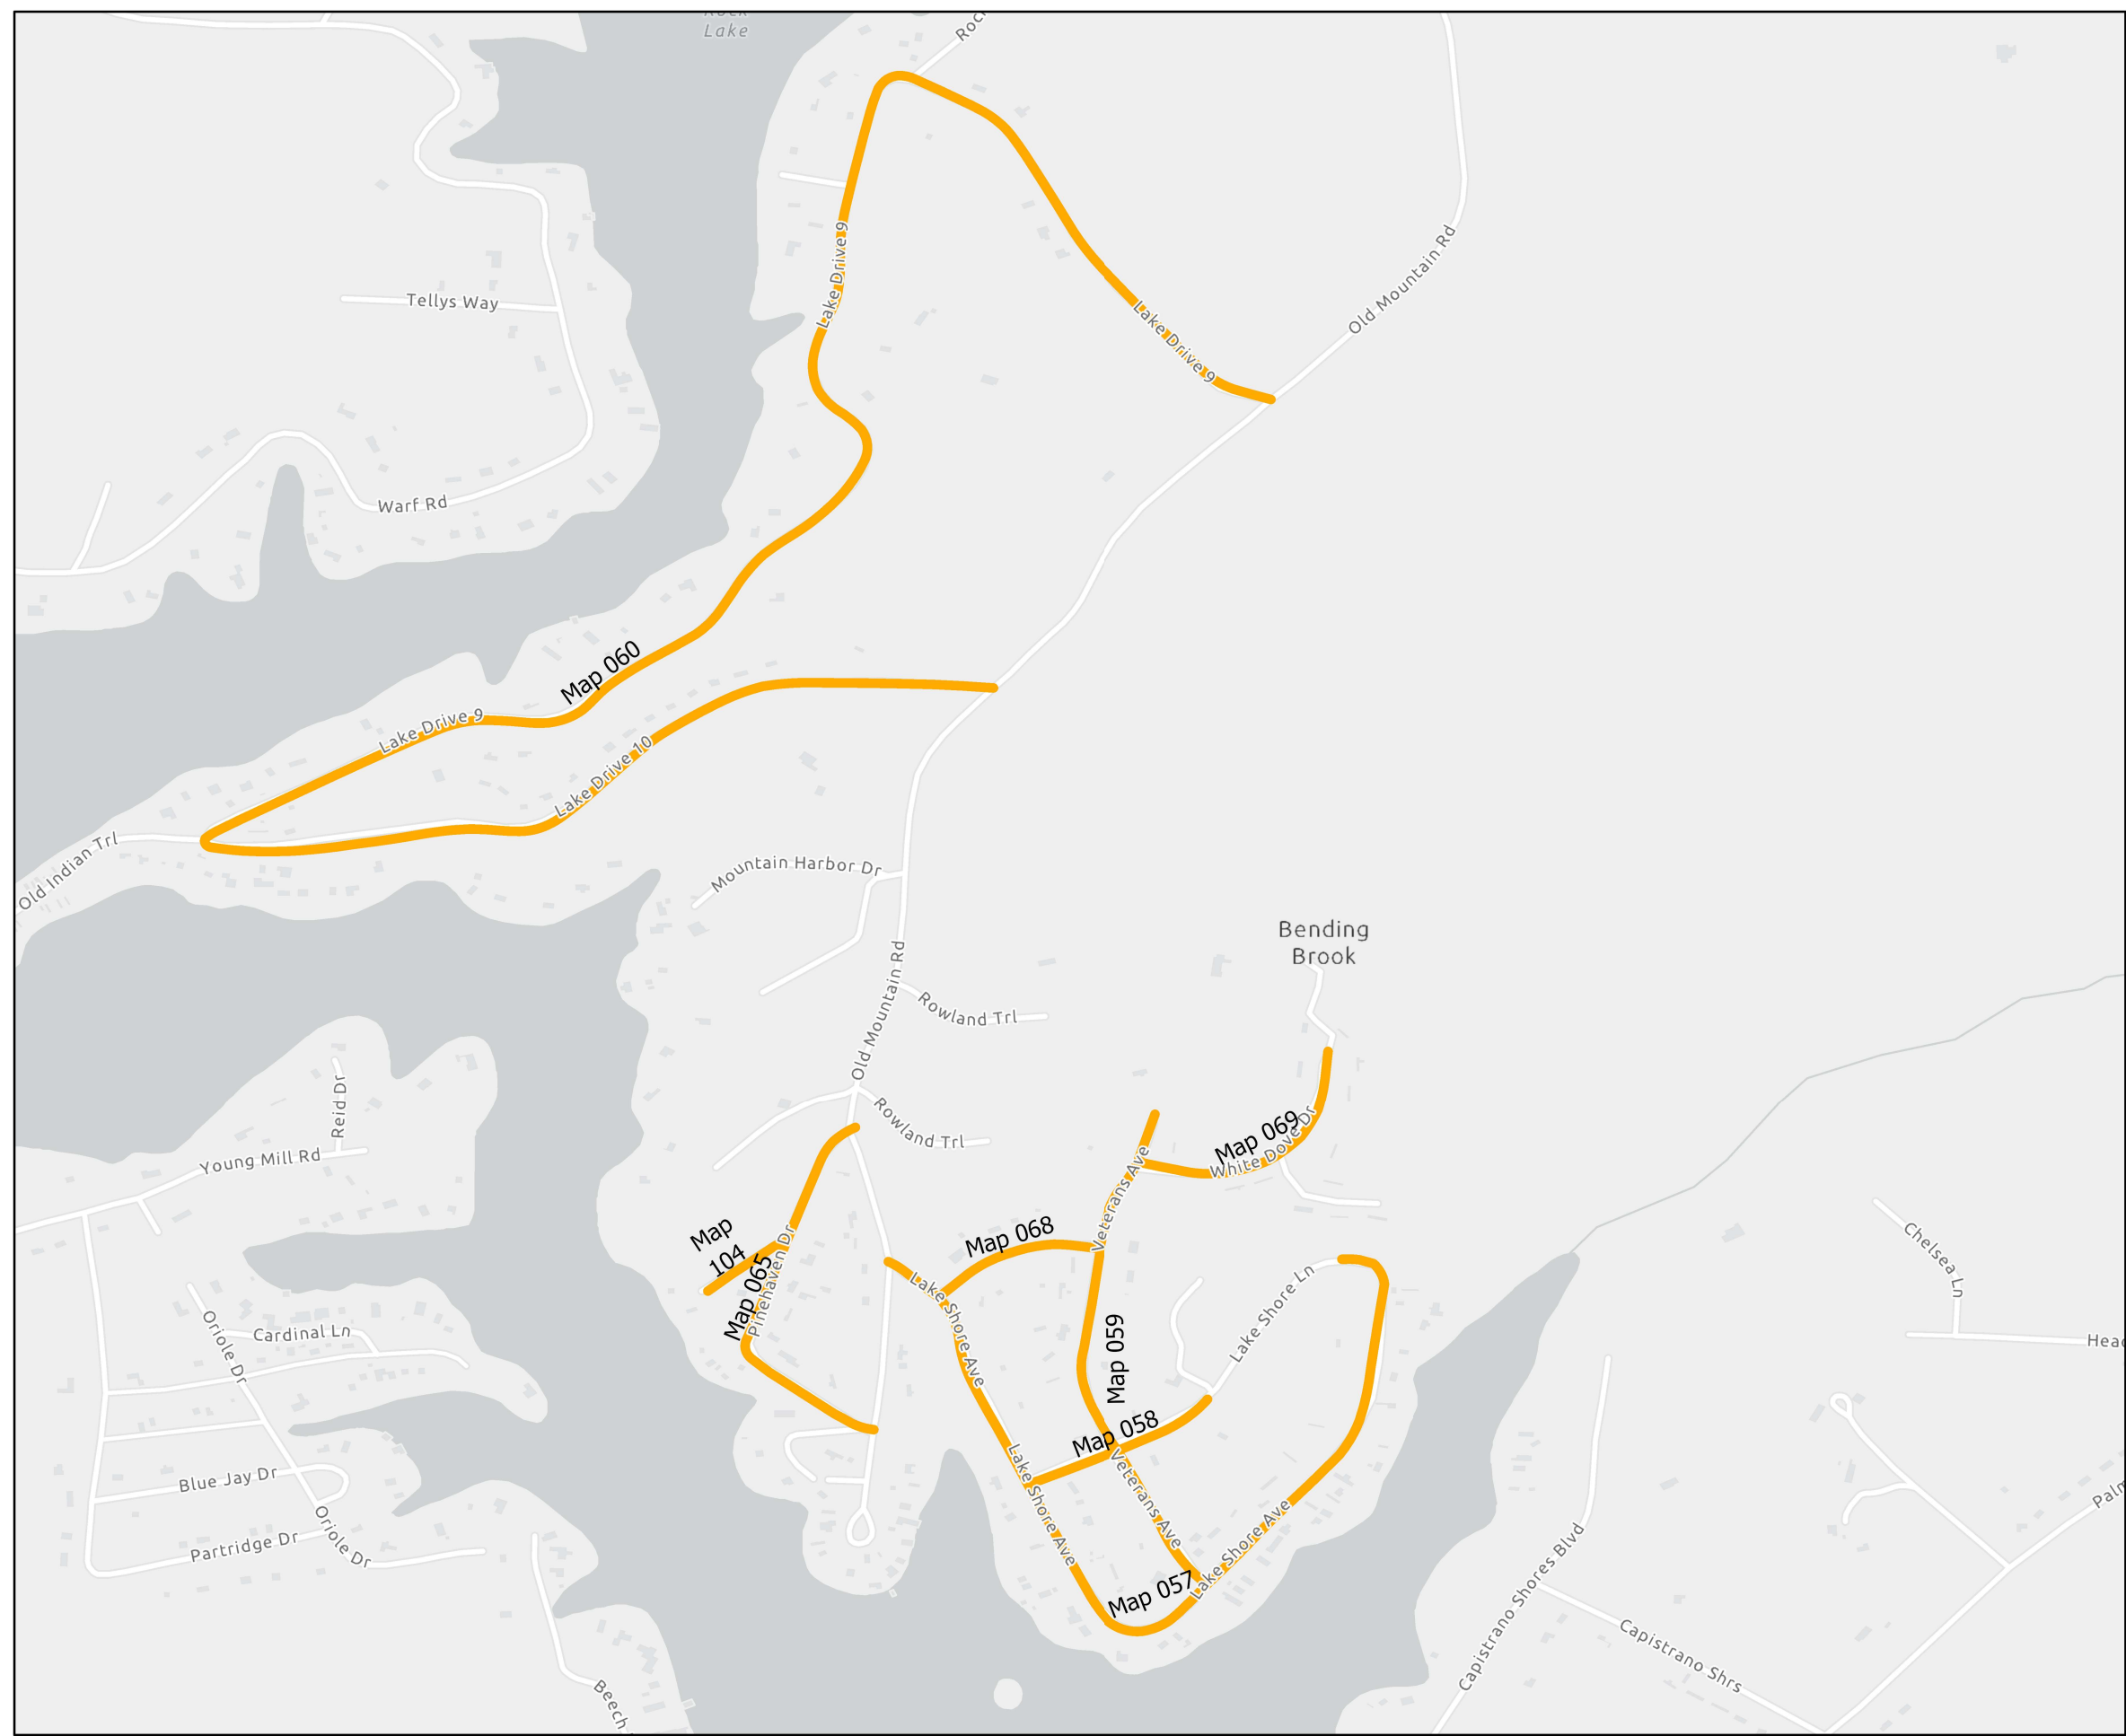 Lake
Tellys Way
Lake Drive 9
Lake Drive 9
Old Mountain Rd
Warf Rd
Map 060
Lake Drive 9
Lake Drive 10
Old Indian Trl
Mountain Harbor Dr
Bending
Brook
Old Mountain Rd
Rowland Trl
Reid Dr
Rowland Trl
Young Mill Rd
Map 069
White Dove Dr
Veterans Ave
Map
104
Map 065
Pinehaven Dr
Map 068
Lake Shore Ave
Lake Shore Ln
Chelsea Ln
Oriole Dr
Cardinal Ln
Map 059
Map 058
Lake Shore Ave
Veterans Ave
Blue Jay Dr
Oriole Dr
Partridge Dr
Lake Shore Ave
Map 057
Capistrano Shores Blvd
Capistrano Shrs
Beech